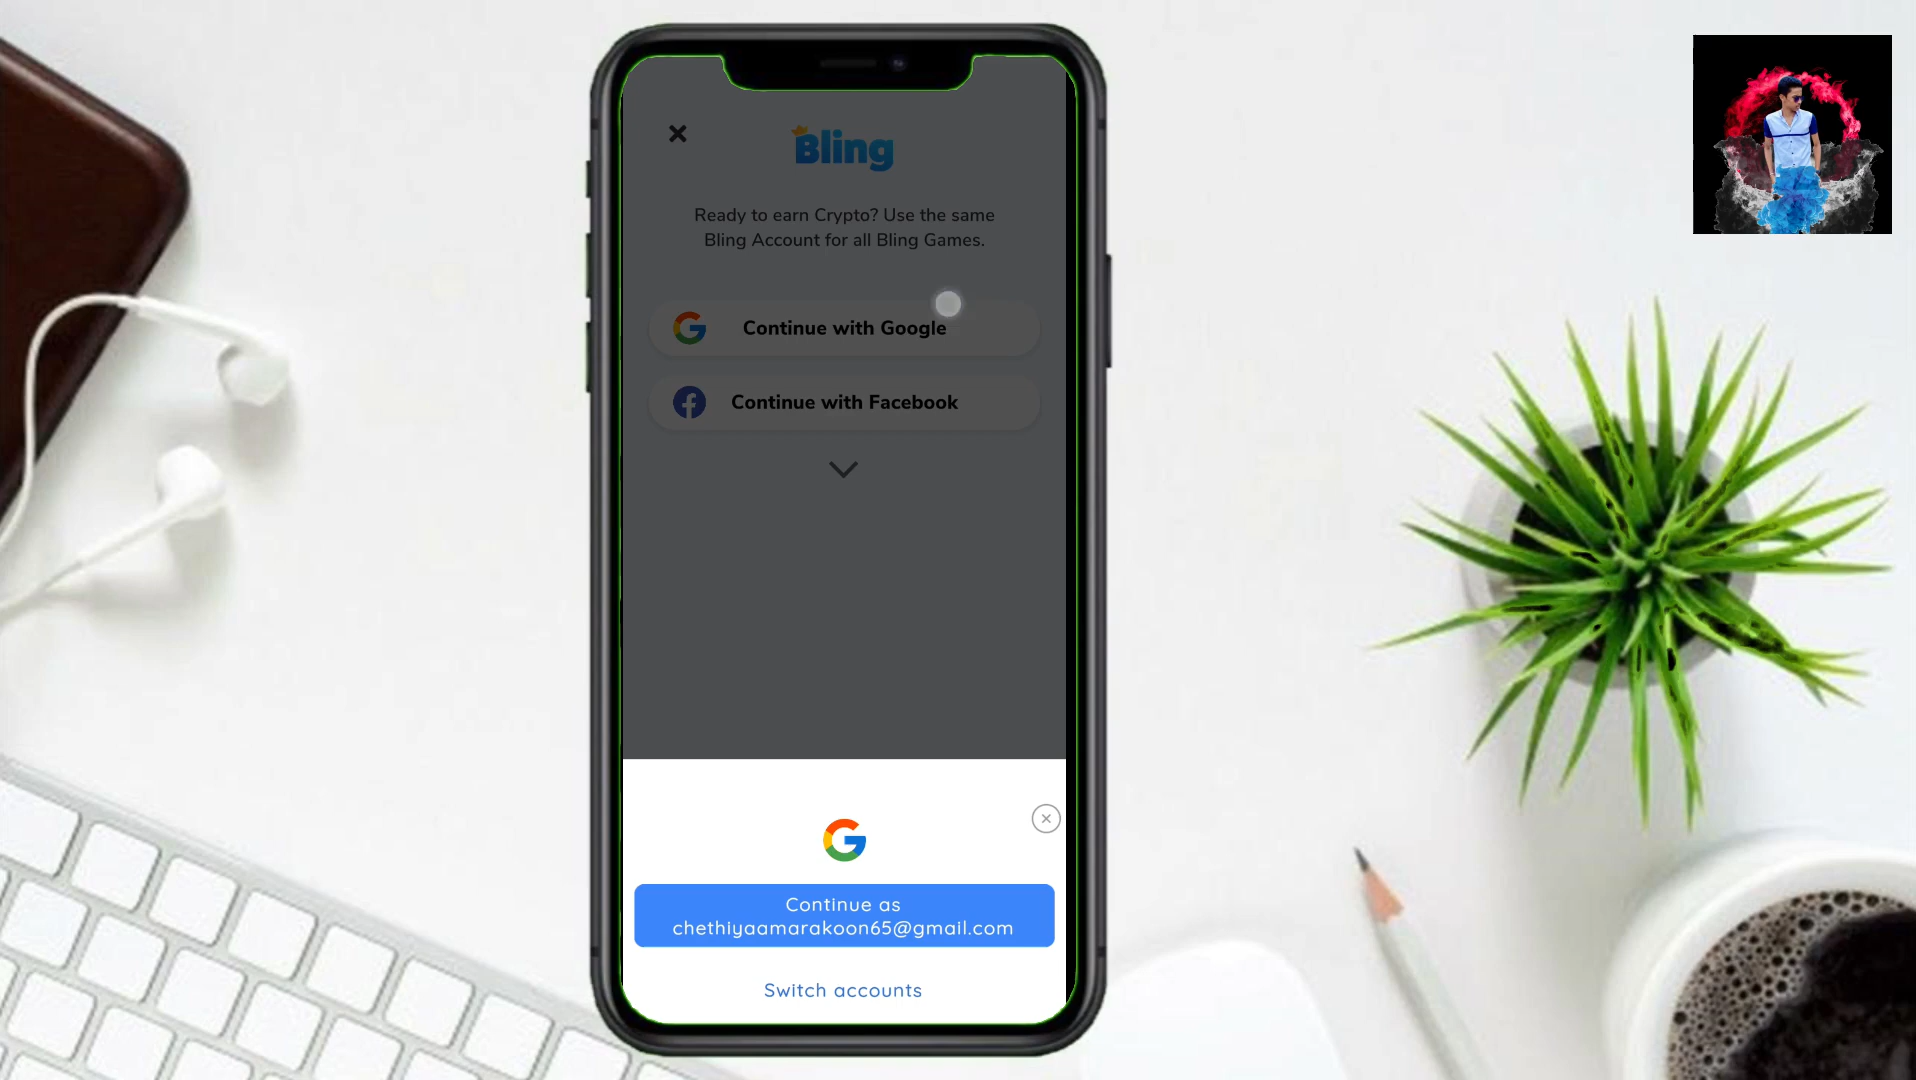 Bling
Ready to earn Crypto? Use the same
Bling Account for all Bling Games.
Continue with Google
Continue with Facebook
Continue as
chethiyaamarakoon65@gmail.com
Switch accounts